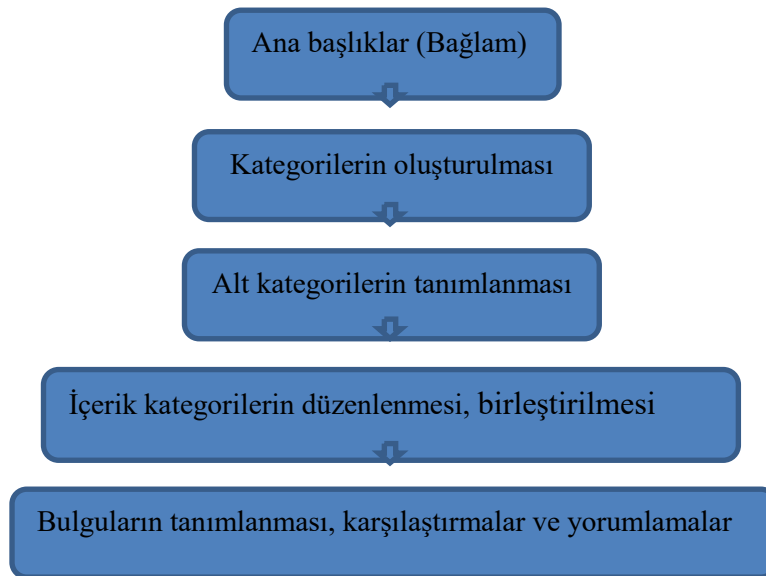 Ana başlıklar (Bağlam)
Kategorilerin oluşturulması
Alt kategorilerin tanımlanması
İçerik kategorilerin düzenlenmesi, birleştirilmesi
Bulguların tanımlanması, karşılaştırmalar ve yorumlamalar